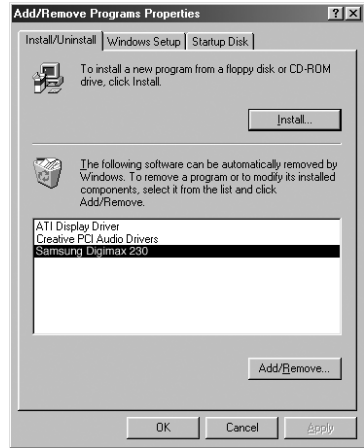 Add/Remove Programs Properties
Install/Uninstall
Windows Setup
Startup Disk
To install a new program from a floppy disk or CD-ROM
drive, click Install.
Install...
The following software can be automatically removed by
Windows. To remove a program or to modify its installed
components, select it from the list and click
Add/Remove.
ATI Display Driver
Creative PCI Audio Drivers
Samsung Digimax 230
Add/Remove...
OK
Cancel
Apply